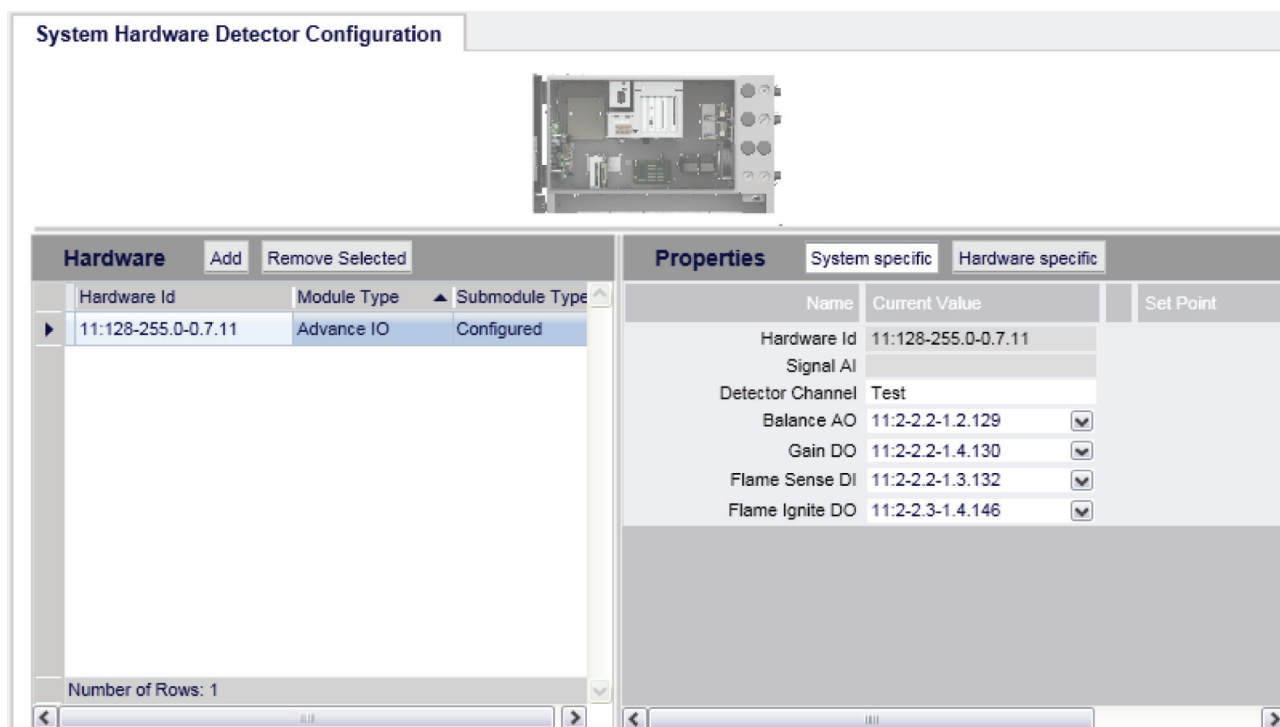 System Hardware Detector Configuration
Hardware Add Remove Selected
Hardware Id Module Type Submodule Type
11:128-255.0-0.7.11 Advance IO Configured
Number of Rows: 1
Properties System specific Hardware specific
Name Current Value Set Point
Hardware Id 11:128-255.0-0.7.11
Signal AI
Detector Channel Test
Balance AO 11:2-2.2-1.2.129
Gain DO 11:2-2.2-1.4.130
Flame Sense DI 11:2-2.2-1.3.132
Flame Ignite DO 11:2-2.3-1.4.146